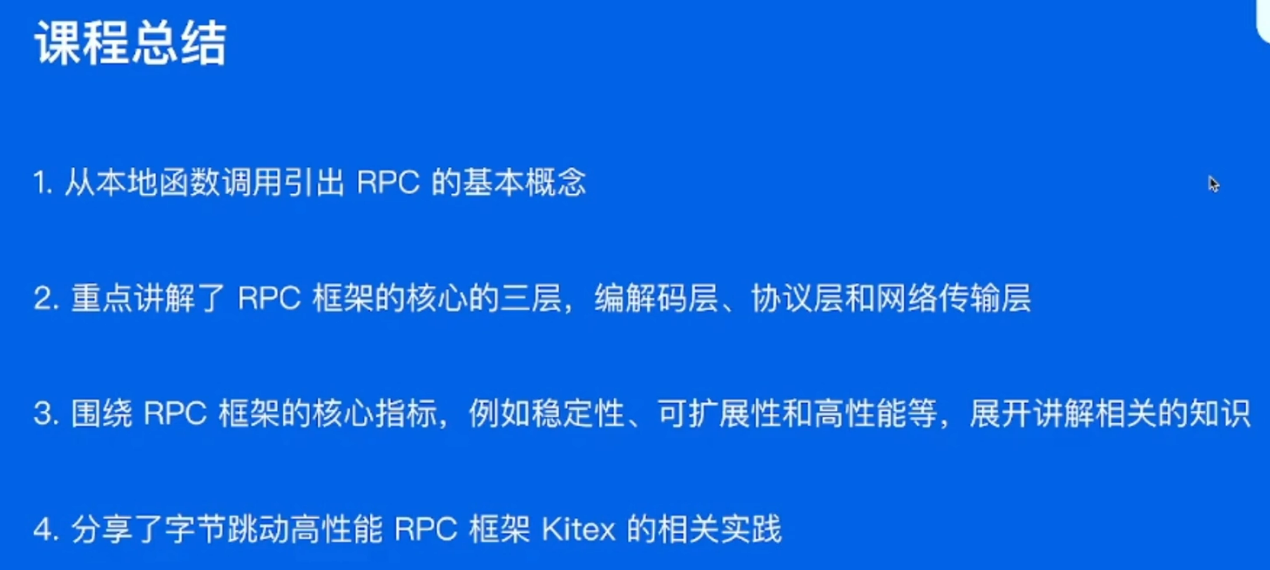 课程总结
1. 从本地函数调用引出 RPC 的基本概念
2. 重点讲解了 RPC 框架的核心的三层，编解码层、协议层和网络传输层
3. 围绕 RPC 框架的核心指标，例如稳定性、可扩展性和高性能等，展开讲解相关的知识
4. 分享了字节跳动高性能 RPC 框架 Kitex 的相关实践